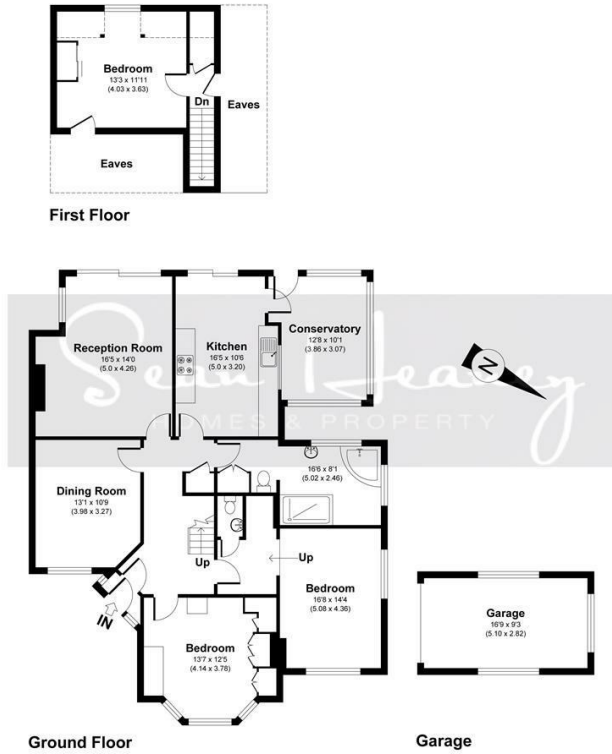 Bedroom
13'3 x 11'11
(4.03 x 3.63)
Dn
Eaves
Eaves
First Floor
Sean Heaney
HOMES & PROPERTY
Reception Room
16'5 x 14'0
(5.0 x 4.26)
Kitchen
16'5 x 10'6
(5.0 x 3.20)
Conservatory
12'8 x 10'1
(3.86 x 3.07)
N
Dining Room
13'1 x 10'9
(3.98 x 3.27)
16'6 x 8'1
(5.02 x 2.46)
Up
Up
Bedroom
16'8 x 14'4
(5.08 x 4.36)
IN
Bedroom
13'7 x 12'5
(4.14 x 3.78)
Garage
16'9 x 9'3
(5.10 x 2.82)
Ground Floor
Garage